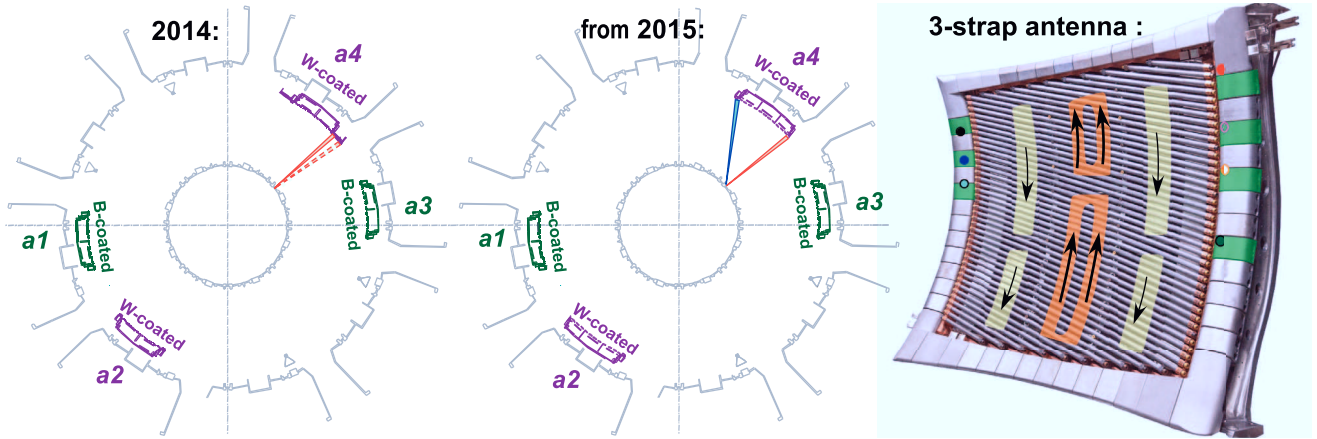 2014:
a4
W-coated
B-coated
a3
a1
B-coated
W-coated
a2
from 2015:
a4
W-coated
B-coated
a3
a1
B-coated
W-coated
a2
3-strap antenna :